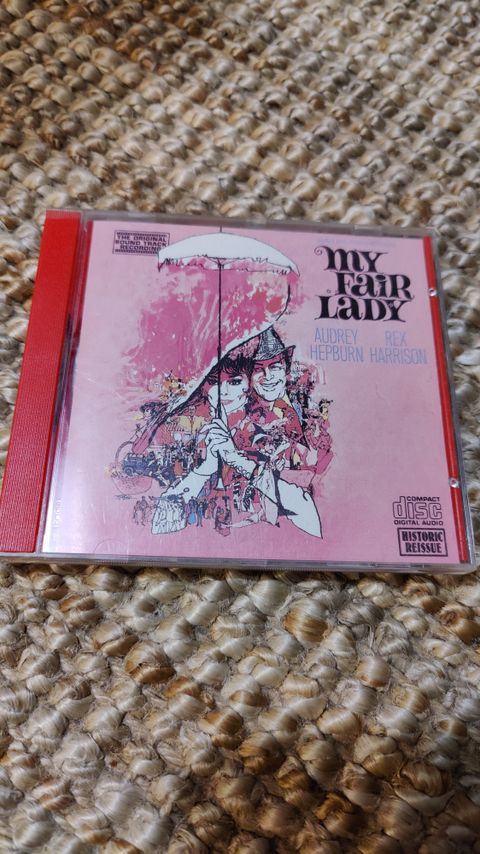 THE ORIGINAL
SOUND TRACK
RECORDING
MY
FAIR
LADY
AUDREY REX
HEPBURN HARRISON
COMPACT
disc
DIGITAL AUDIO
HISTORIC
REISSUE